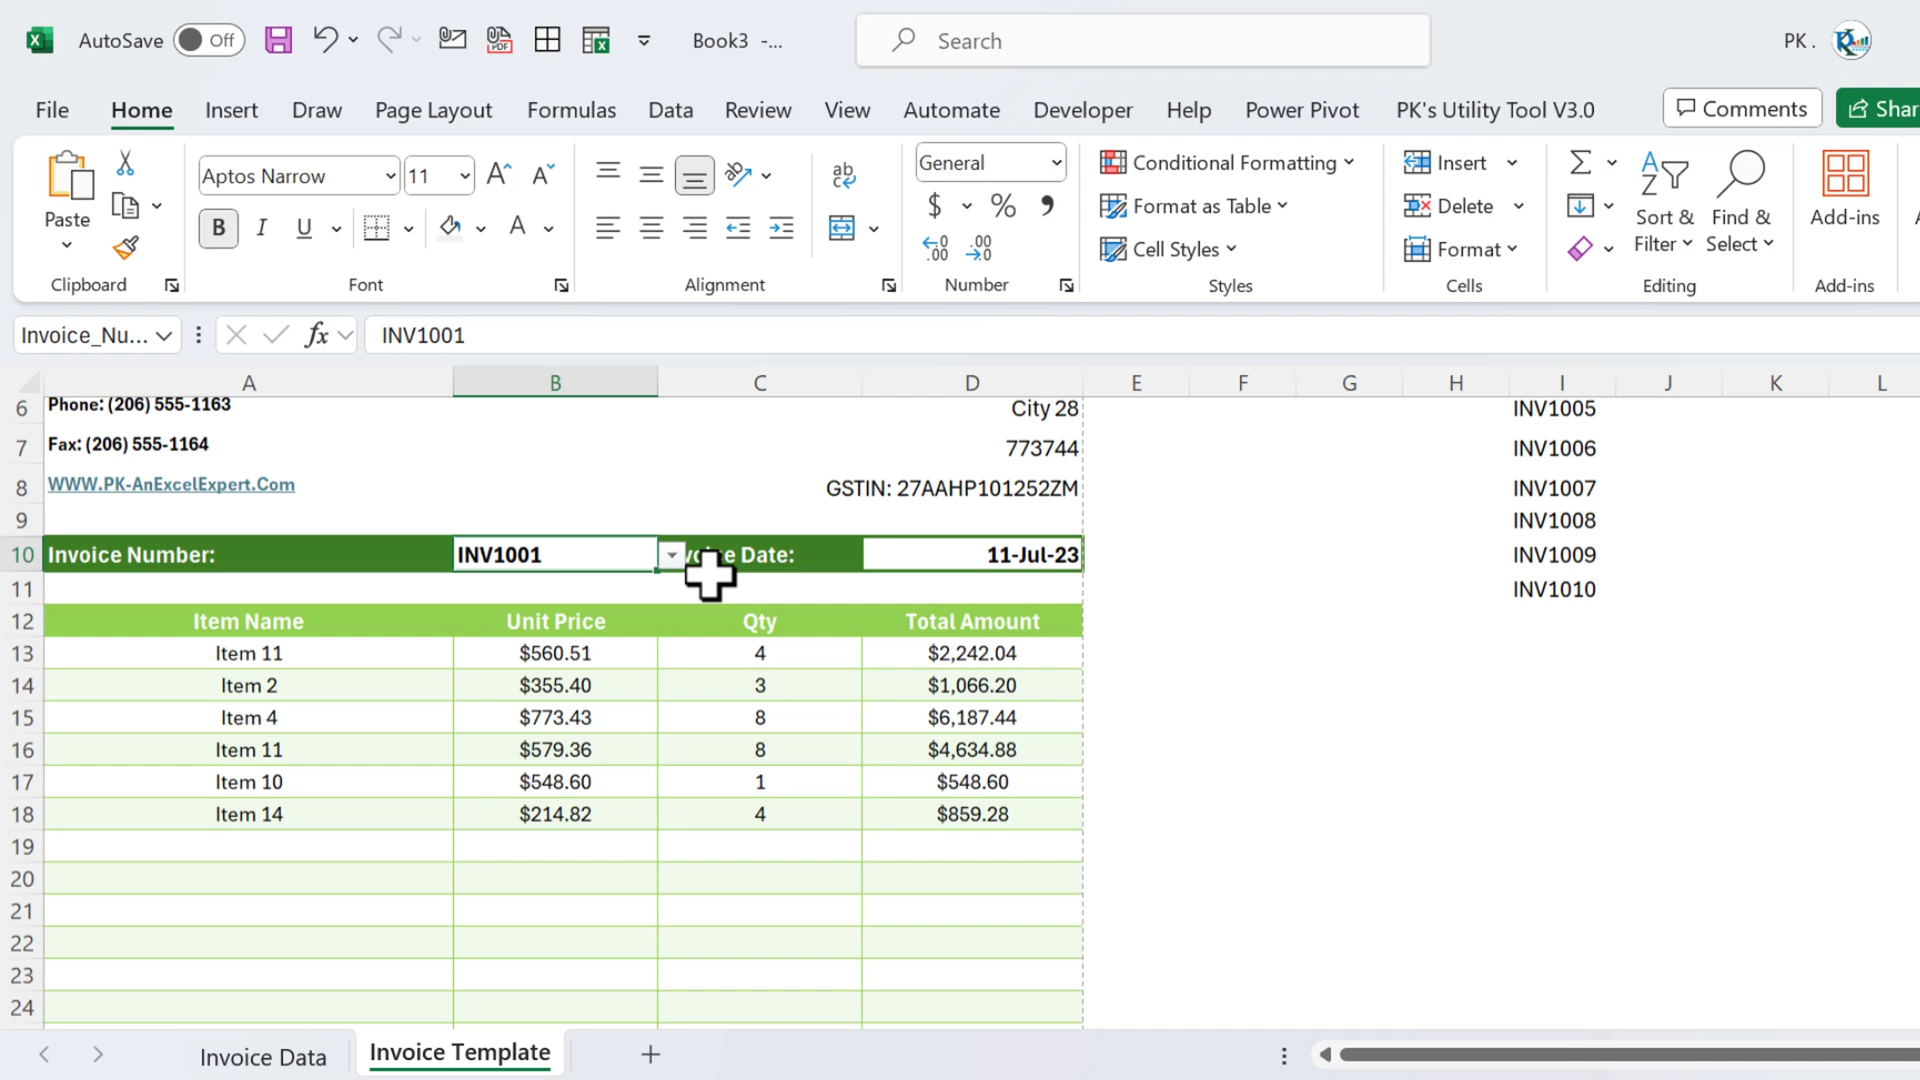 AutoSave Off Book3 -... Search PK .
File Home Insert Draw Page Layout Formulas Data Review View Automate Developer Help Power Pivot PK's Utility Tool V3.0 Comments Shar
Paste
Clipboard
Aptos Narrow 11
B I U A
Font
ab
Alignment
General
$ % 9
Number
Conditional Formatting
Format as Table
Cell Styles
Styles
Insert
Delete
Format
Cells
Sort &
Filter
Find &
Select
Editing
Add-ins
Add-ins
Invoice_Nu... fx INV1001
A B C D E F G H I J K L
6 Phone: (206) 555-1163 City 28 INV1005
7 Fax: (206) 555-1164 773744 INV1006
8 WWW.PK-AnExcelExpert.Com GSTIN: 27AAHP101252ZM INV1007
9 INV1008
10 Invoice Number: INV1001 Date: 11-Jul-23 INV1009
11 INV1010
12 Item Name Unit Price Qty Total Amount
13 Item 11 $560.51 4 $2,242.04
14 Item 2 $355.40 3 $1,066.20
15 Item 4 $773.43 8 $6,187.44
16 Item 11 $579.36 8 $4,634.88
17 Item 10 $548.60 1 $548.60
18 Item 14 $214.82 4 $859.28
19
20
21
22
23
24
Invoice Data Invoice Template